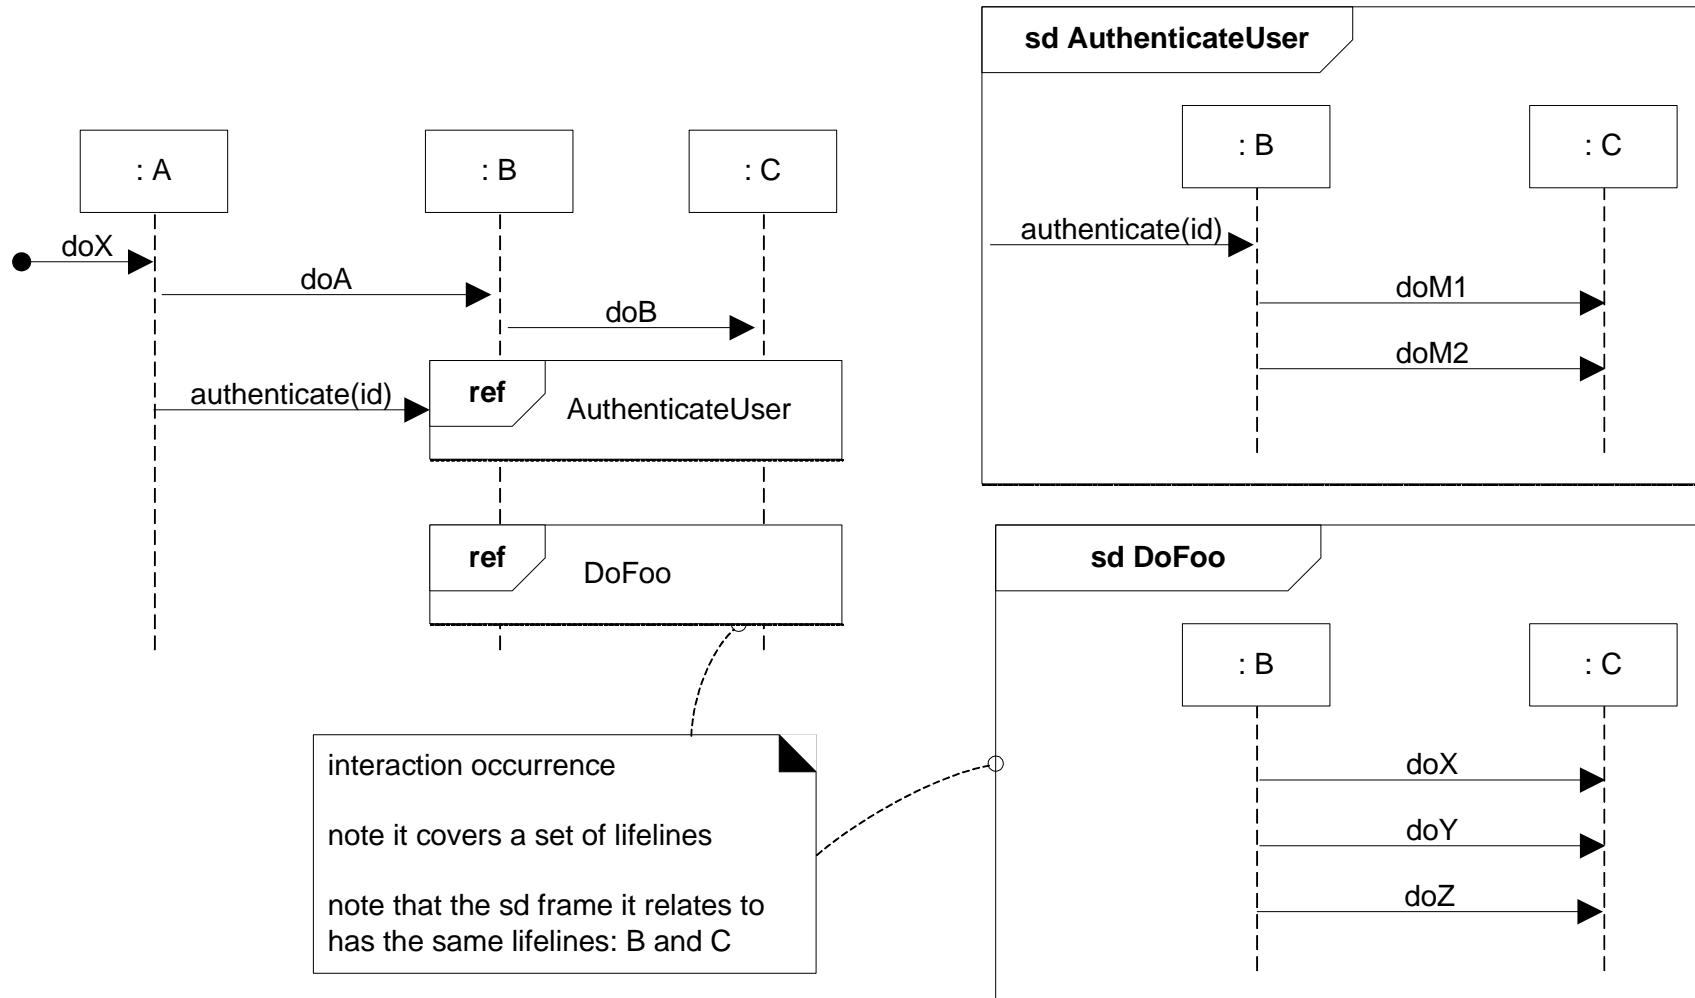 : A
: B
: C
doX
doA
doB
authenticate(id)
ref
AuthenticateUser
ref
DoFoo
interaction occurrence
note it covers a set of lifelines
note that the sd frame it relates to
has the same lifelines: B and C
sd AuthenticateUser
: B
: C
authenticate(id)
doM1
doM2
sd DoFoo
: B
: C
doX
doY
doZ